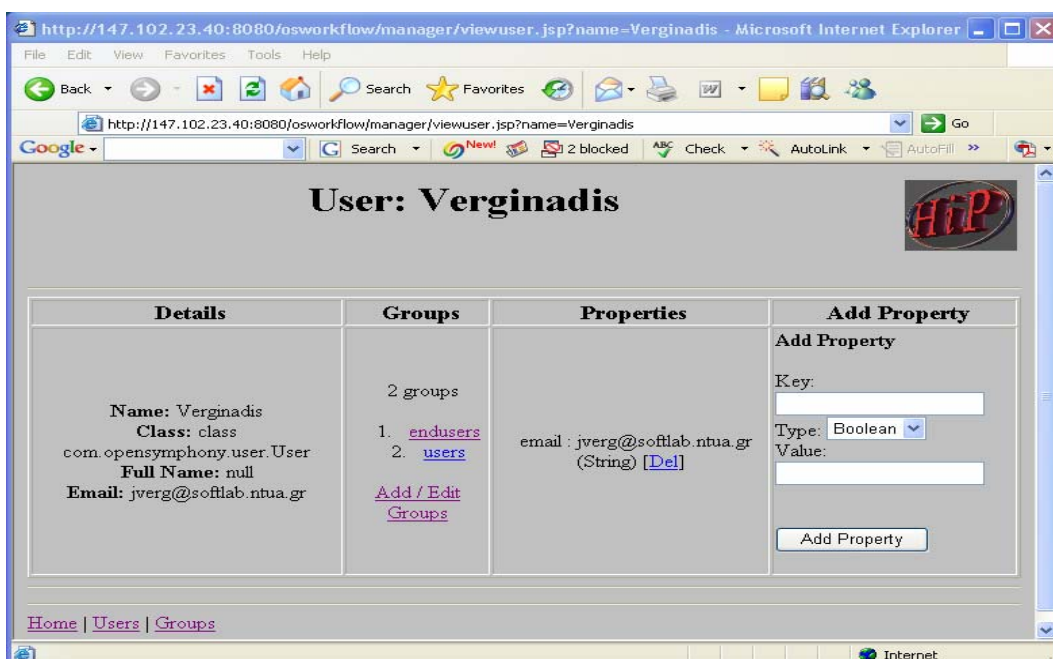 http://147.102.23.40:8080/osworkflow/manager/viewuser.jsp?name=Verginadis - Microsoft Internet Explorer
File Edit View Favorites Tools Help
Back Search Favorites
http://147.102.23.40:8080/osworkflow/manager/viewuser.jsp?name=Verginadis Go
Google Search New! 2 blocked ABC Check AutoLink AutoFill
User: Verginadis
HiP
Details Groups Properties Add Property
Name: Verginadis
Class: class
com.opensymphony.user.User
Full Name: null
Email: jverg@softlab.ntua.gr
2 groups
1. endusers
2. users
Add / Edit
Groups
email : jverg@softlab.ntua.gr
(String) [Del]
Add Property
Key:
Type: Boolean
Value:
Add Property
Home | Users | Groups
Internet